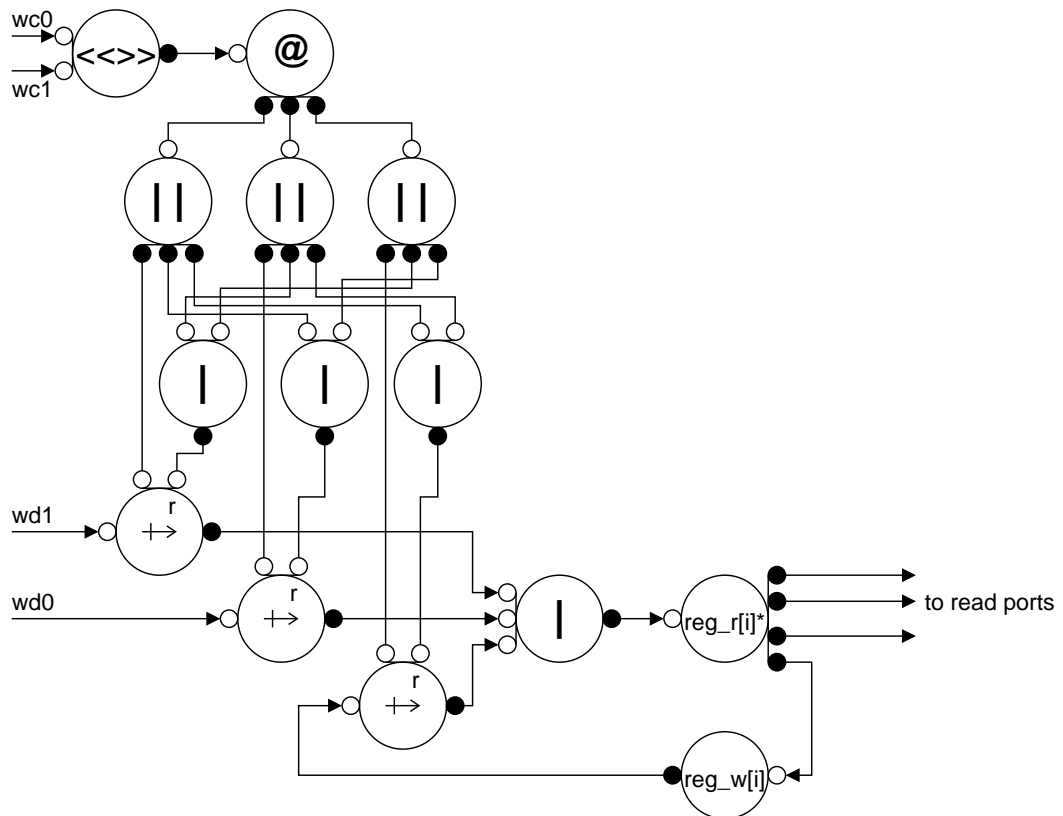 wc0
<<>>
@
wc1
|| || ||
| | |
r
wd1
r
wd0
| reg_r[i]* to read ports
r
reg_w[i]